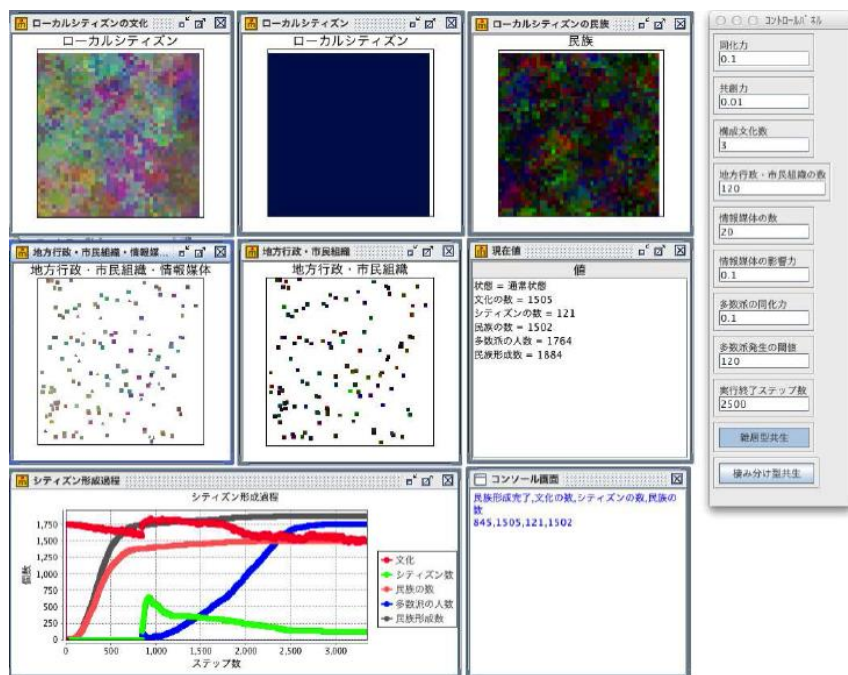 ローカルシティズンの文化
ローカルシティズン
ローカルシティズン
ローカルシティズン
ローカルシティズンの民族
民族
地方行政・市民組織・情報媒...
地方行政・市民組織・情報媒体
地方行政・市民組織
地方行政・市民組織
現在値
値
状態 = 通常状態
文化の数 = 1505
シティズンの数 = 121
民族の数 = 1502
多数派の人数 = 1764
民族形成数 = 1884
シティズン形成過程
シティズン形成過程
個数
1,750
1,500
1,250
1,000
750
500
250
0
0 500 1,000 1,500 2,000 2,500 3,000
ステップ数
文化
シティズン数
民族の数
多数派の人数
民族形成数
コンソール画面
民族形成完了,文化の数,シティズンの数,民族の
数
845,1505,121,1502
コントロールパネル
同化力
0.1
共創力
0.01
構成文化数
3
地方行政・市民組織の数
120
情報媒体の数
20
情報媒体の影響力
0.1
多数派の同化力
0.1
多数派発生の閾値
120
実行終了ステップ数
2500
雑居型共生
棲み分け型共生